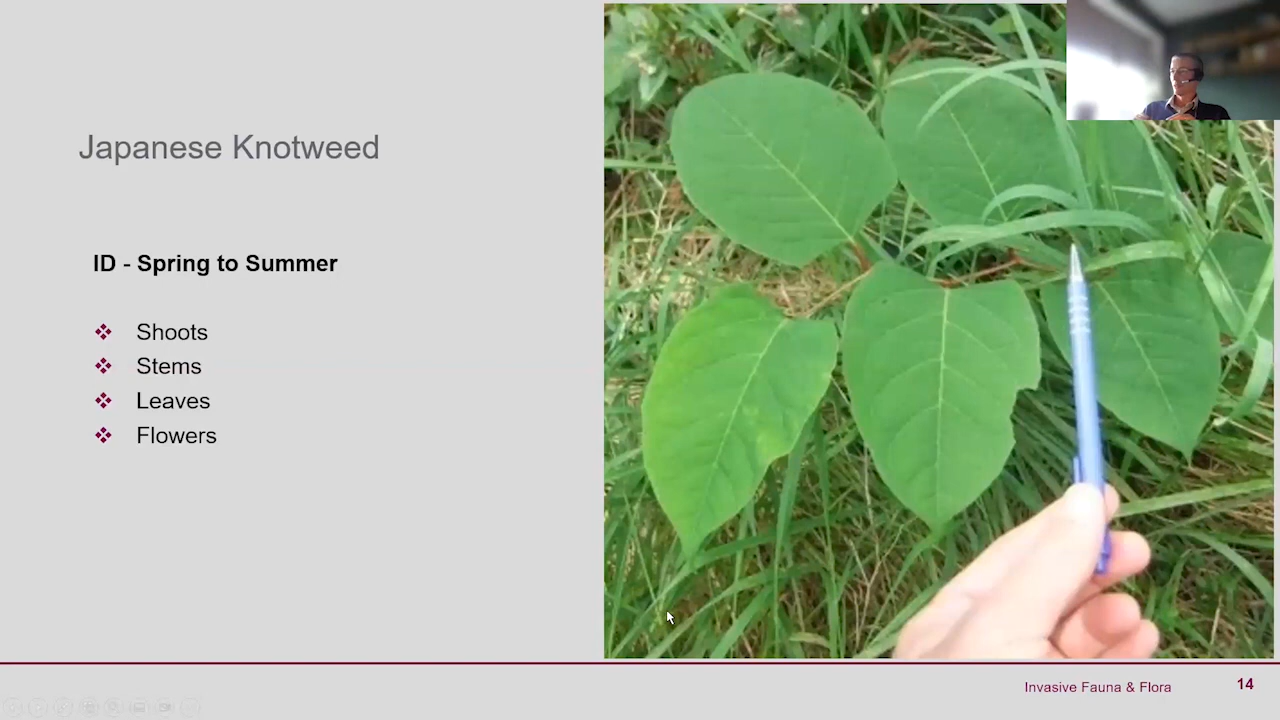 Japanese Knotweed
ID - Spring to Summer
Shoots
Stems
Leaves
Flowers
Invasive Fauna & Flora
14